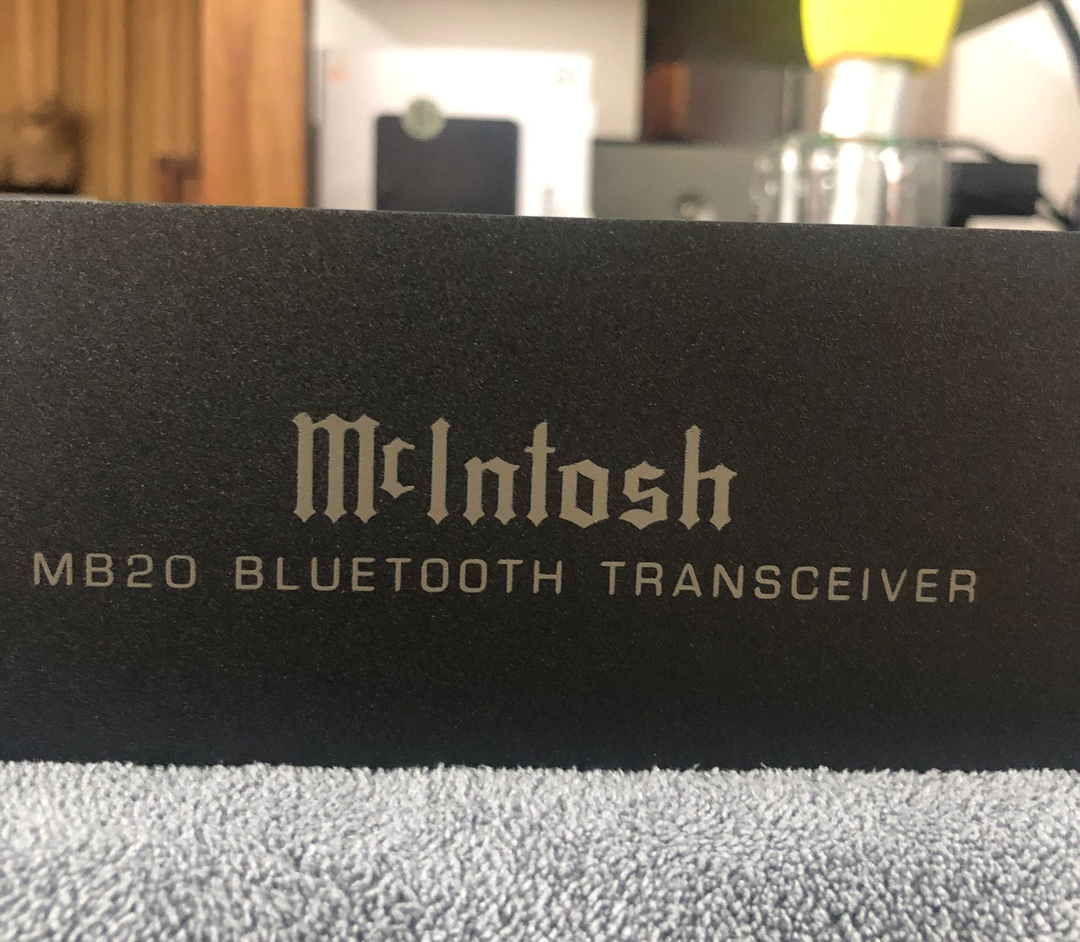 McIntosh
MB20 BLUETOOTH TRANSCEIVER